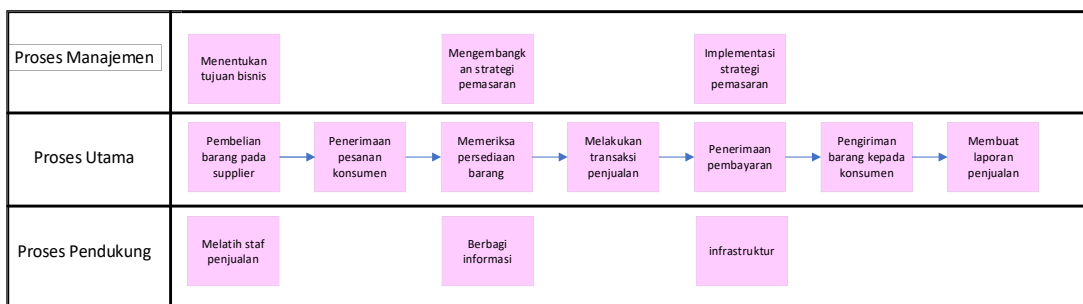 Proses Manajemen
Menentukan
tujuan bisnis
Mengembangk
an strategi
pemasaran
Implementasi
strategi
pemasaran
Proses Utama
Pembelian
barang pada
supplier
Penerimaan
pesanan
konsumen
Memeriksa
persediaan
barang
Melakukan
transaksi
penjualan
Penerimaan
pembayaran
Pengiriman
barang kepada
konsumen
Membuat
laporan
penjualan
Proses Pendukung
Melatih staf
penjualan
Berbagi
informasi
infrastruktur